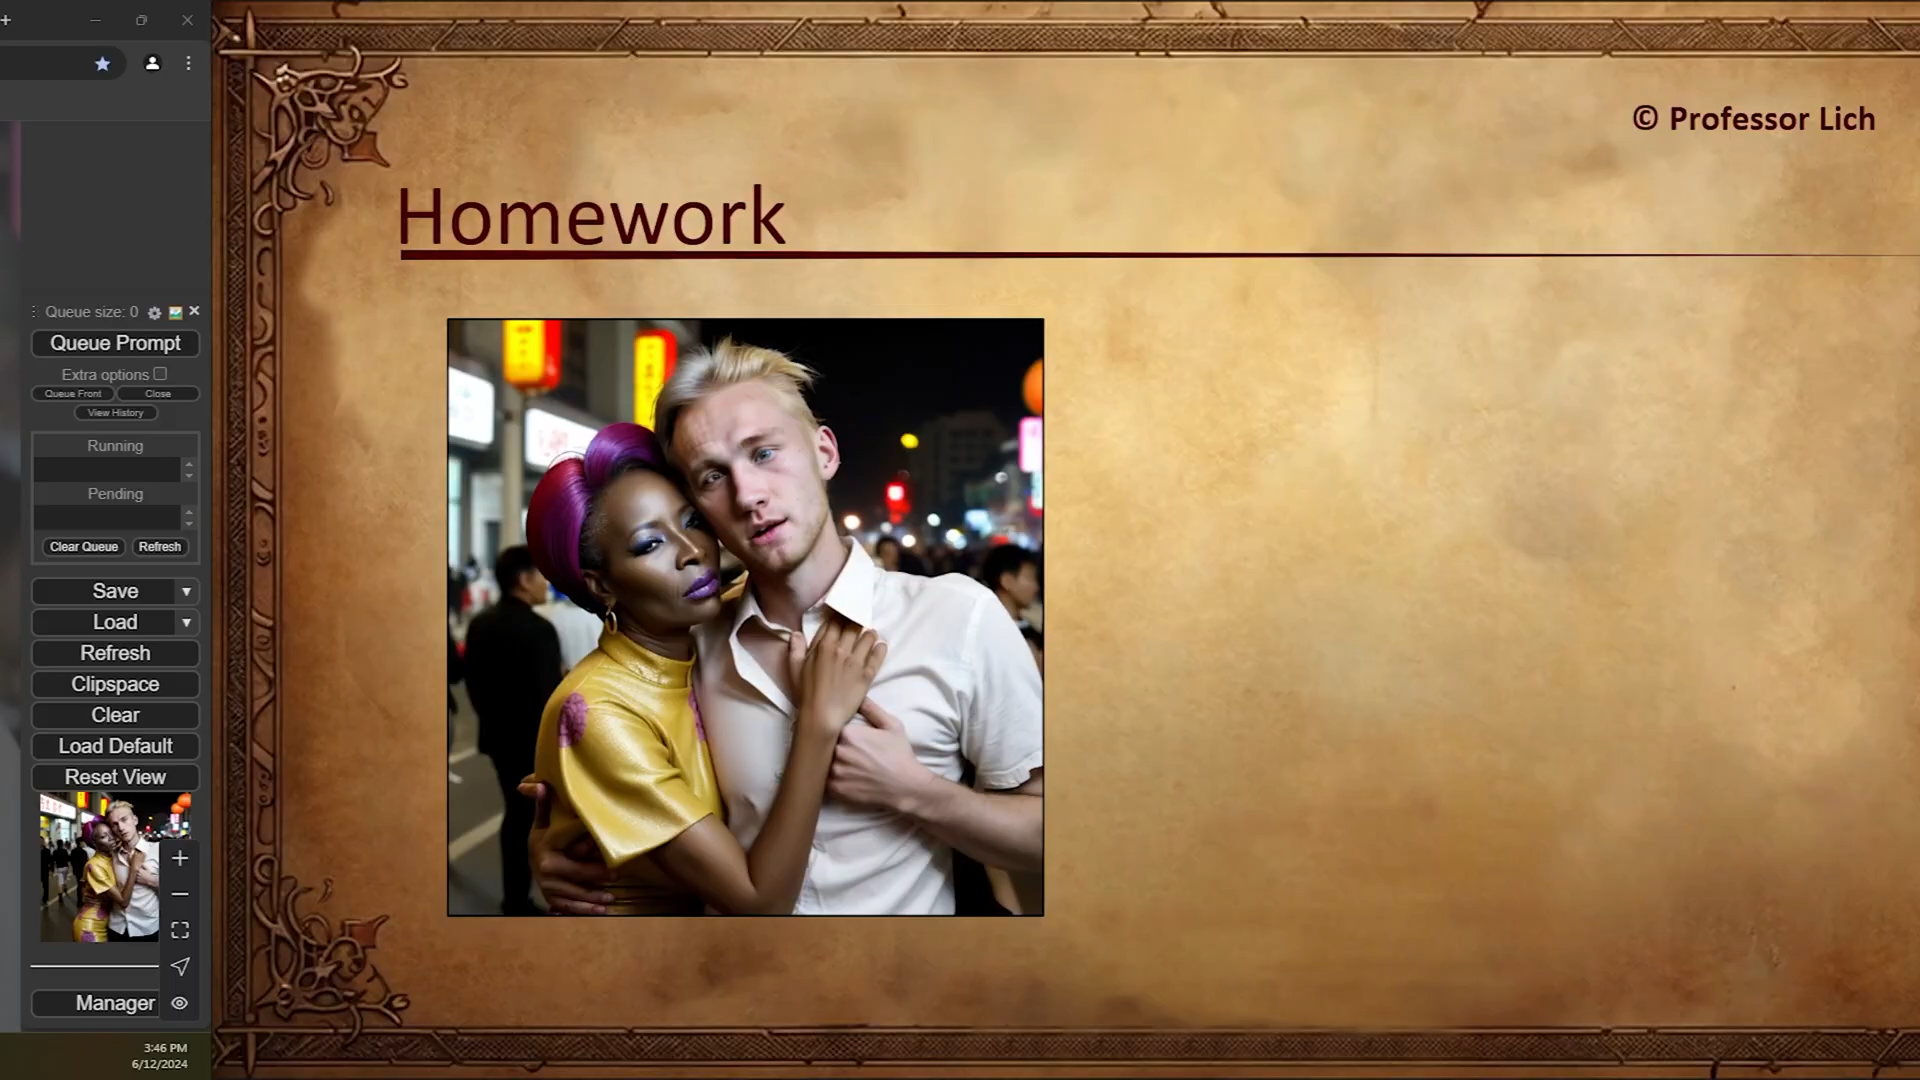 © Professor Lich
Homework
Queue size: 0
Queue Prompt
Extra options
Queue Front
Close
View History
Running
Pending
Clear Queue
Refresh
Save
Load
Refresh
Clipspace
Clear
Load Default
Reset View
Manager
3:46 PM
6/12/2024